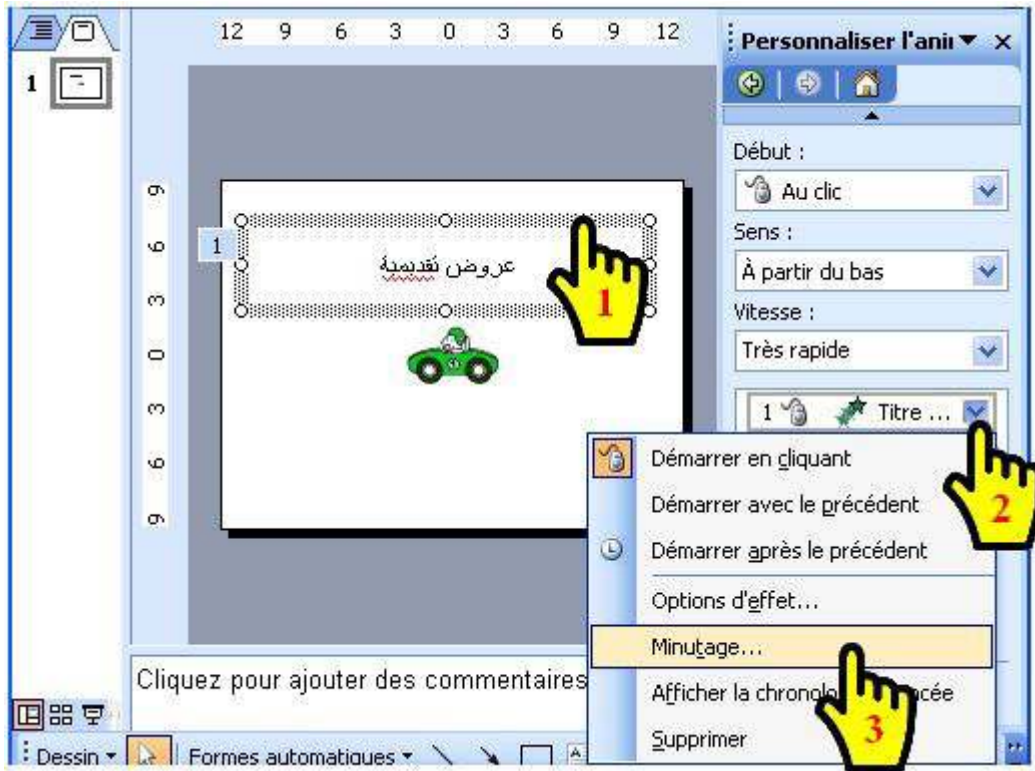 12 9 6 3 0 3 6 9 12
Personnaliser l'ani
1
Début :
Au clic
Sens :
À partir du bas
Vitesse :
Très rapide
1 Titre ...
9
6
3
0
3
6
9
1
عروض تقديمية
1
2
Démarrer en cliquant
Démarrer avec le précédent
Démarrer après le précédent
Options d'effet...
Minutage...
Afficher la
Supprimer
3
Cliquez pour ajouter des commentaires
Dessin
Formes automatiques
A